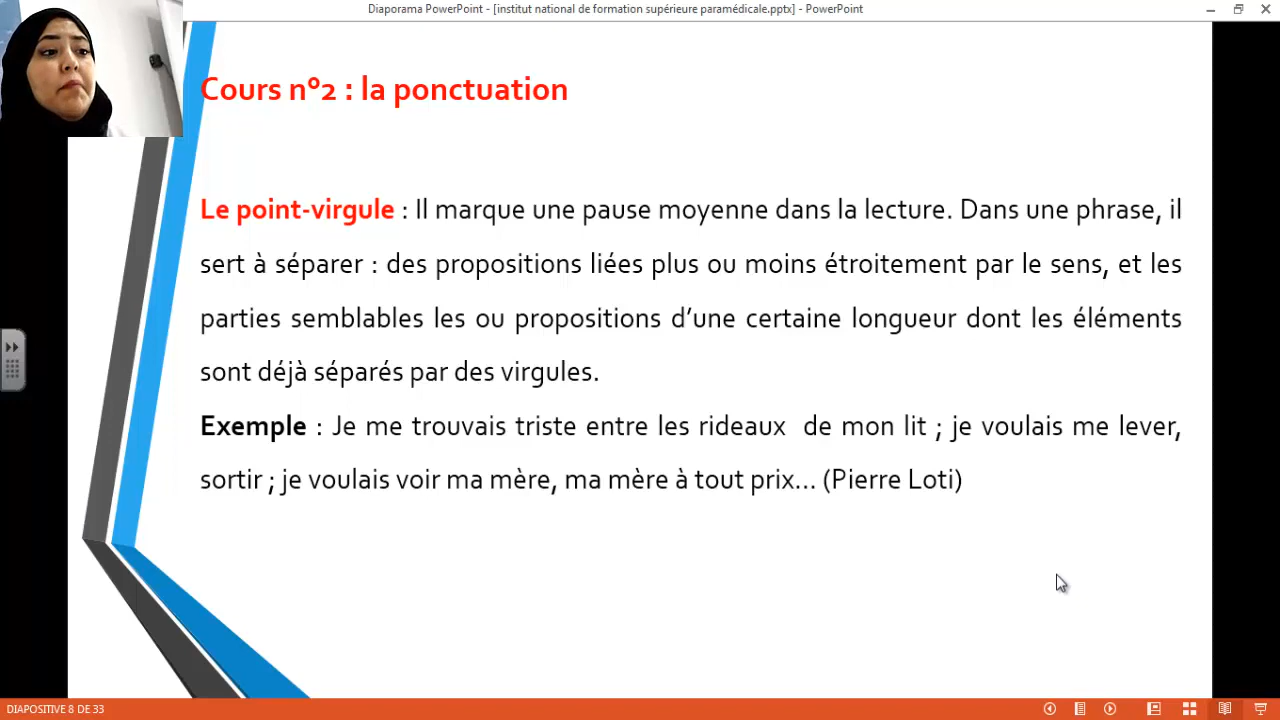 Diaporama PowerPoint - [institut national de formation supérieure paramédicale.pptx] - PowerPoint
Cours n°2 : la ponctuation
Le point-virgule : Il marque une pause moyenne dans la lecture. Dans une phrase, il
sert à séparer : des propositions liées plus ou moins étroitement par le sens, et les
parties semblables les ou propositions d’une certaine longueur dont les éléments
sont déjà séparés par des virgules.
Exemple : Je me trouvais triste entre les rideaux  de mon lit ; je voulais me lever,
sortir ; je voulais voir ma mère, ma mère à tout prix... (Pierre Loti)
DIAPOSITIVE 8 DE 33